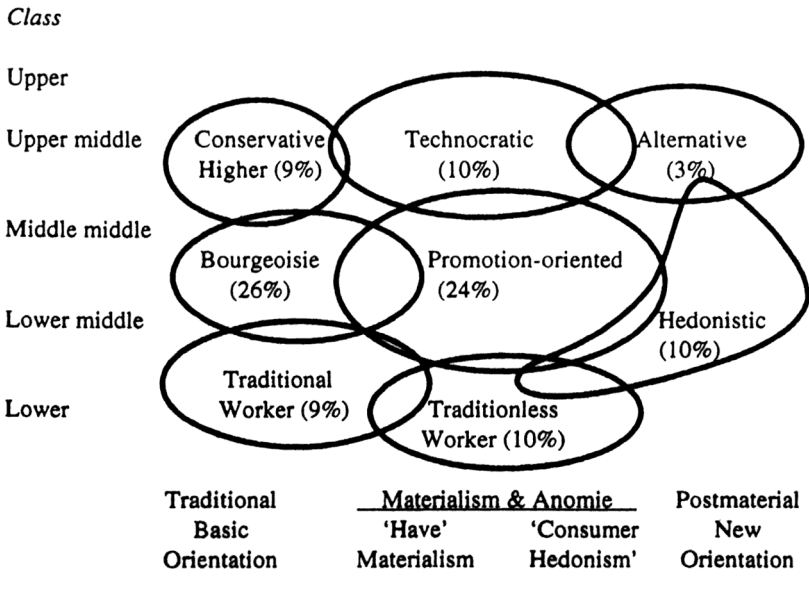 Class
Upper
Upper middle
Conservative
Higher (9%)
Technocratic
(10%)
Alternative
(3%)
Middle middle
Bourgeoisie
(26%)
Promotion-oriented
(24%)
Lower middle
Hedonistic
(10%)
Lower
Traditional
Worker (9%)
Traditionless
Worker (10%)
Traditional
Basic
Orientation
Materialism & Anomie
'Have'
Materialism
'Consumer
Hedonism'
Postmaterial
New
Orientation